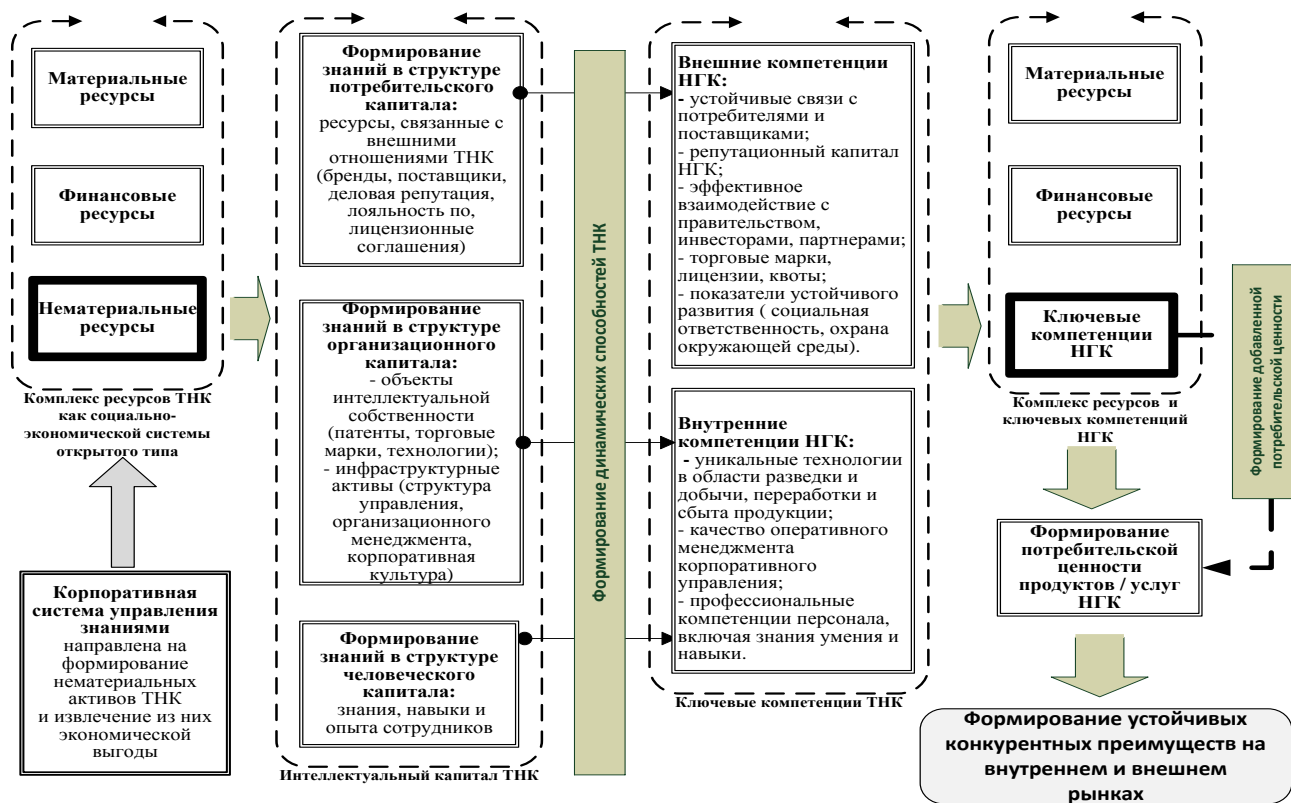 Материальные
ресурсы
Финансовые
ресурсы
Нематериальные
ресурсы
Комплекс ресурсов ТНК
как социально-
экономической системы
открытого типа
Корпоративная
система управления
знаниями
направлена на
формирование
нематериальных
активов ТНК
и извлечение из них
экономической
выгоды
Формирование
знаний в структуре
потребительского
капитала:
ресурсы, связанные с
внешними
отношениями ТНК
(бренды, поставщики,
деловая репутация,
лояльность по,
лицензионные
соглашения)
Формирование
знаний в структуре
организационного
капитала:
- объекты
интеллектуальной
собственности
(патенты, торговые
марки, технологии);
- инфраструктурные
активы (структура
управления,
организационного
менеджмента,
корпоративная
культура)
Формирование
знаний в структуре
человеческого
капитала:
знания, навыки и
опыта сотрудников
Интеллектуальный капитал ТНК
Формирование динамических способностей ТНК
Внешние компетенции
НГК:
- устойчивые связи с
потребителями и
поставщиками;
- репутационный капитал
НГК;
- эффективное
взаимодействие с
правительством,
инвесторами, партнерами;
- торговые марки,
лицензии, квоты;
- показатели устойчивого
развития ( социальная
ответственность, охрана
окружающей среды).
Внутренние
компетенции НГК:
- уникальные технологии
в области разведки и
добычи, переработки и
сбыта продукции;
- качество оперативного
менеджмента
корпоративного
управления;
- профессиональные
компетенции персонала,
включая знания умения и
навыки.
Ключевые компетенции ТНК
Материальные
ресурсы
Финансовые
ресурсы
Ключевые
компетенции
НГК
Комплекс ресурсов и
ключевых компетенций
НГК
Формирование добавленной
потребительской ценности
Формирование
потребительской
ценности
продуктов / услуг
НГК
Формирование устойчивых
конкурентных преимуществ на
внутреннем и внешнем
рынках